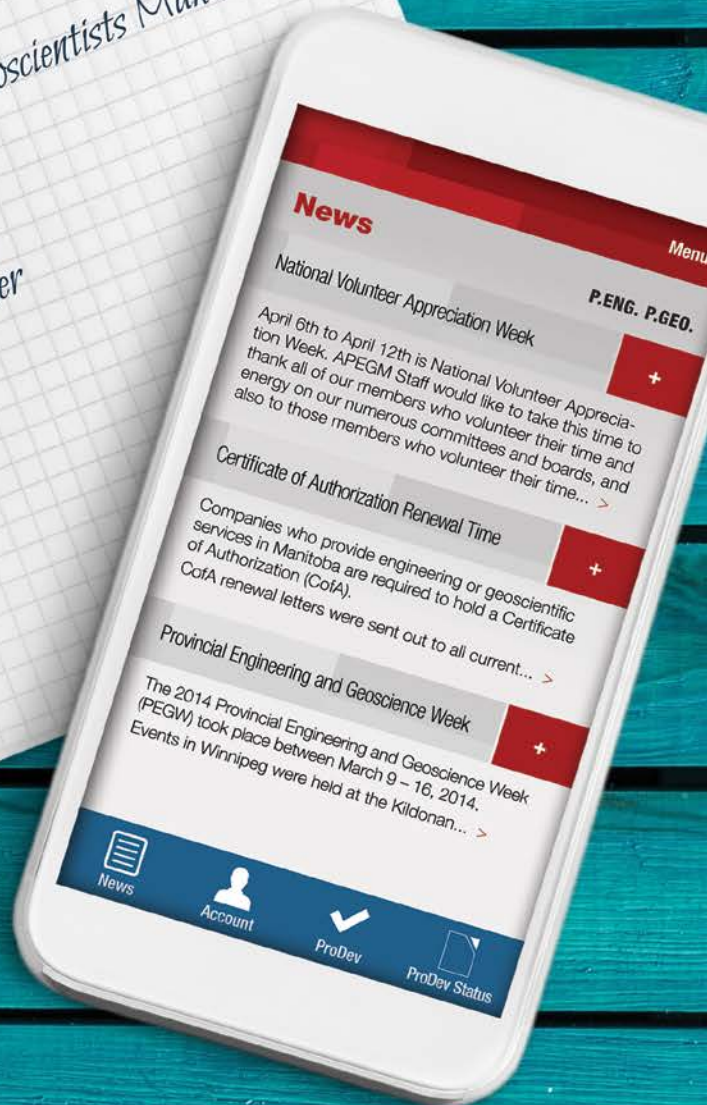 oscientists
er
News
Menu
P.ENG. P.GEO.
National Volunteer Appreciation Week
+
April 6th to April 12th is National Volunteer Apprecia-
tion Week. APEGM Staff would like to take this time to
thank all of our members who volunteer their time and
energy on our numerous committees and boards, and
also to those members who volunteer their time... >
Certificate of Authorization Renewal Time
+
Companies who provide engineering or geoscientific
services in Manitoba are required to hold a Certificate
of Authorization (CofA).
CofA renewal letters were sent out to all current... >
Provincial Engineering and Geoscience Week
+
The 2014 Provincial Engineering and Geoscience Week
(PEGW) took place between March 9 – 16, 2014.
Events in Winnipeg were held at the Kildonan... >
News
Account
ProDev
ProDev Status